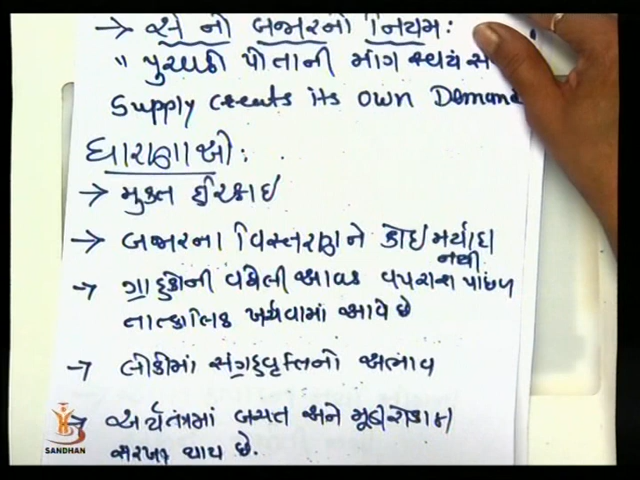 → સે નો બજારનો નિયમ:
" પુરવઠો પોતાની માંગ સ્વયં
Supply creats its own Demand
ધારણાઓ:
→ મુક્ત હરિફાઇ
→ બજારના વિસ્તરણને કોઇ મર્યાદા
નથી
→ ગ્રાહકોની વધેલી આવક વપરાશ પાછળ
તાત્કાલિક ખર્ચવામાં આવે છે
→ લોકોમાં સંગ્રહવૃત્તિનો અભાવ
→ અર્થતંત્રમાં બચત અને મૂડીરોકાણ
સરખા થાય છે.
SANDHAN